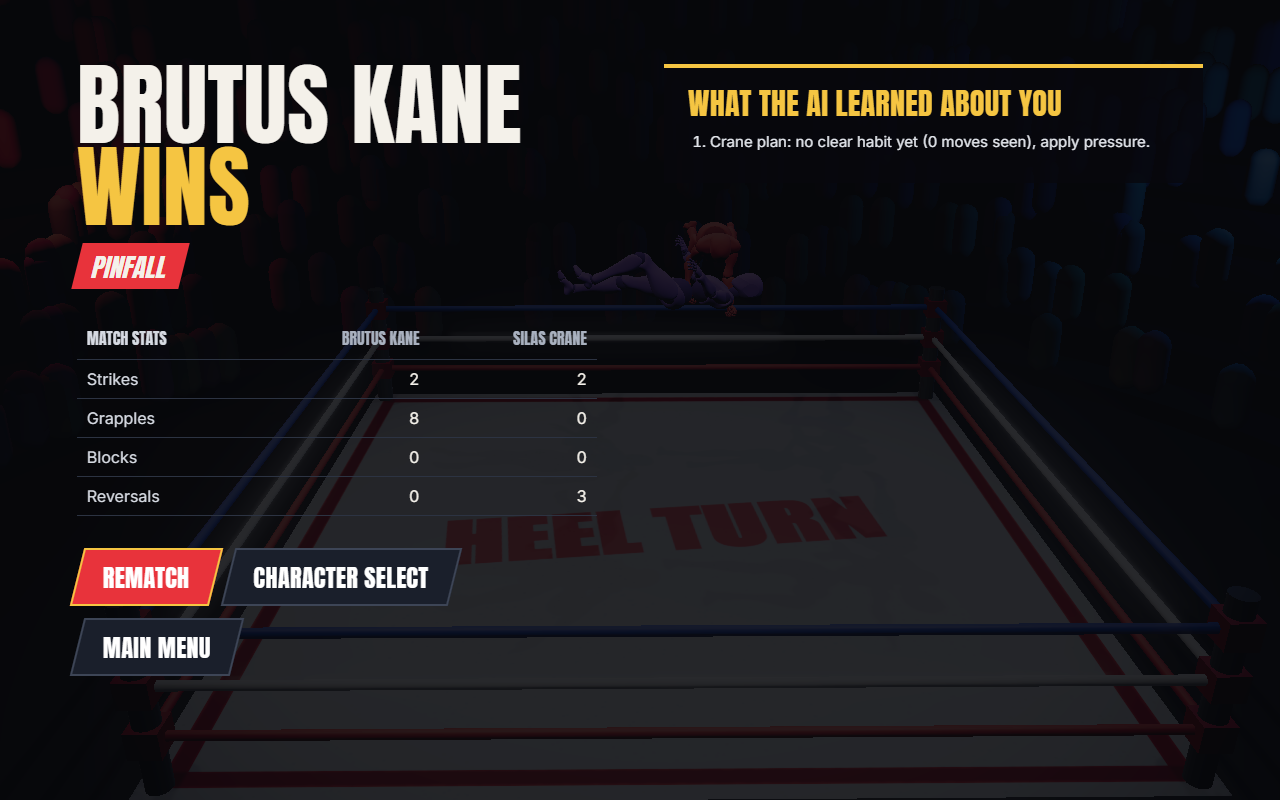 BRUTUS KANE
WINS
PINFALL
WHAT THE AI LEARNED ABOUT YOU
1. Crane plan: no clear habit yet (0 moves seen), apply pressure.
MATCH STATS BRUTUS KANE SILAS CRANE
Strikes 2 2
Grapples 8 0
Blocks 0 0
Reversals 0 3
HEEL TURN
REMATCH CHARACTER SELECT
MAIN MENU